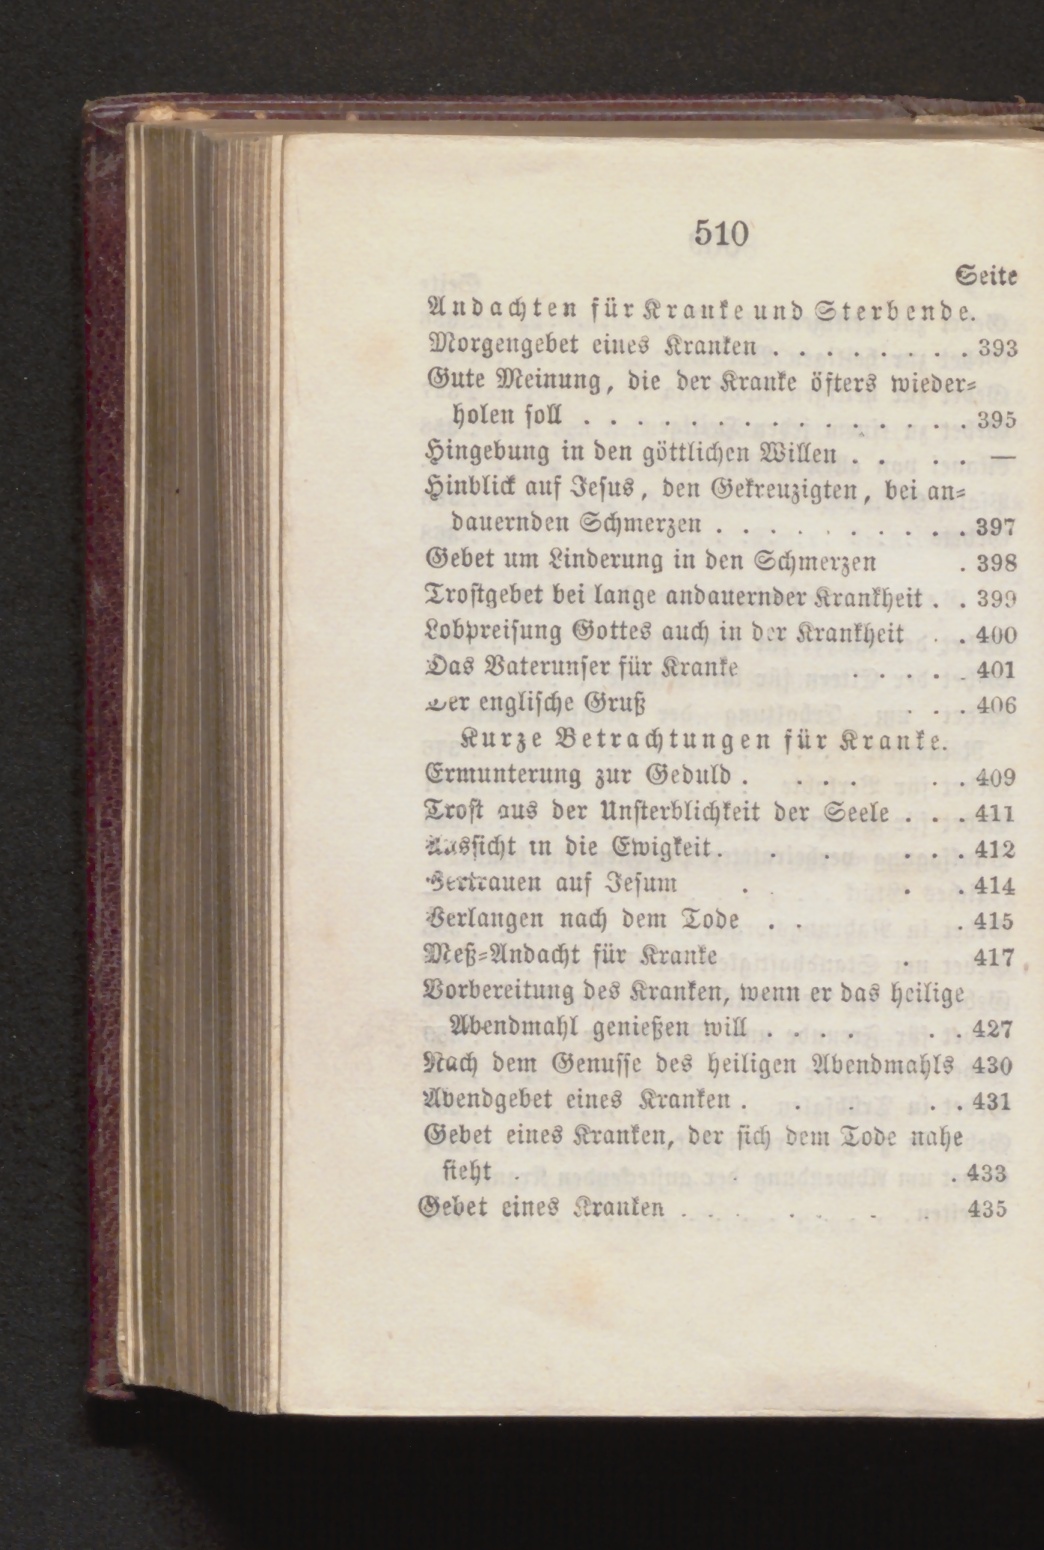 510
Seite
Andachten für Kranke und Sterbende.
Morgengebet eines Kranken . . . . . . . . 393
Gute Meinung, die der Kranke öfters wieder=
holen soll . . . . . . . . . . . . . . . 395
Hingebung in den göttlichen Willen . . . . . —
Hinblick auf Jesus, den Gekreuzigten, bei an=
dauernden Schmerzen . . . . . . . . . . 397
Gebet um Linderung in den Schmerzen . 398
Trostgebet bei lange andauernder Krankheit . . 399
Lobpreisung Gottes auch in der Krankheit . . 400
Das Vaterunser für Kranke . . . . . 401
Der englische Gruß . . . 406
Kurze Betrachtungen für Kranke.
Ermunterung zur Geduld . . . . . . 409
Trost aus der Unsterblichkeit der Seele . . . 411
Aussicht in die Ewigkeit . . . . . . 412
Vertrauen auf Jesum . . . 414
Verlangen nach dem Tode . . . 415
Meß=Andacht für Kranke . 417
Vorbereitung des Kranken, wenn er das heilige
Abendmahl genießen will . . . . . . 427
Nach dem Genusse des heiligen Abendmahls 430
Abendgebet eines Kranken . . . . . 431
Gebet eines Kranken, der sich dem Tode nahe
sieht . . . 433
Gebet eines Kranken . . . . . . . 435